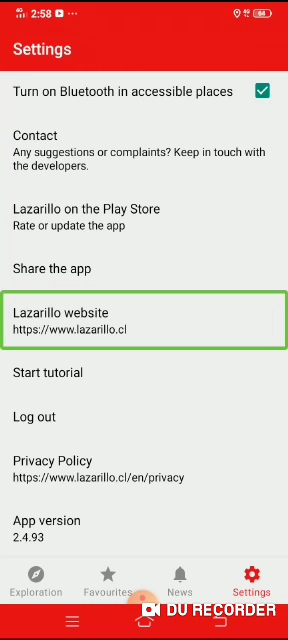 4G 2:58
4G 64
Settings
Turn on Bluetooth in accessible places
Contact
Any suggestions or complaints? Keep in touch with
the developers.
Lazarillo on the Play Store
Rate or update the app
Share the app
Lazarillo website
https://www.lazarillo.cl
Start tutorial
Log out
Privacy Policy
https://www.lazarillo.cl/en/privacy
App version
2.4.93
Exploration Favourites News Settings
DU RECORDER